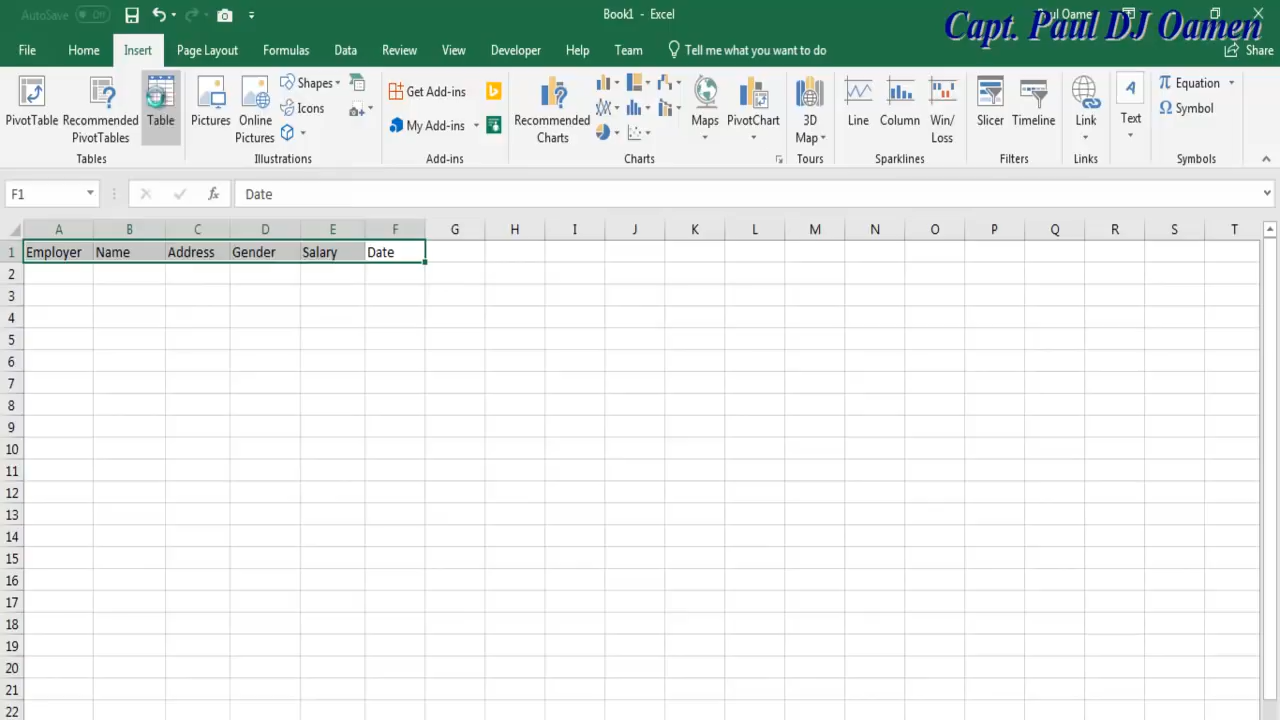 AutoSave Off
Book1 - Excel
Paul Oame
Capt. Paul DJ Oamen
File Home Insert Page Layout Formulas Data Review View Developer Help Team Tell me what you want to do Share
PivotTable
Recommended PivotTables
Table
Tables
Pictures
Online Pictures
Shapes
Icons
Illustrations
Get Add-ins
My Add-ins
Add-ins
Recommended Charts
Maps
PivotChart
Charts
3D Map
Tours
Line
Column
Win/Loss
Sparklines
Slicer
Timeline
Filters
Link
Links
A
Text
π Equation
Ω Symbol
Symbols
F1 fx Date
A B C D E F G H I J K L M N O P Q R S T
1 Employer Name Address Gender Salary Date
2
3
4
5
6
7
8
9
10
11
12
13
14
15
16
17
18
19
20
21
22